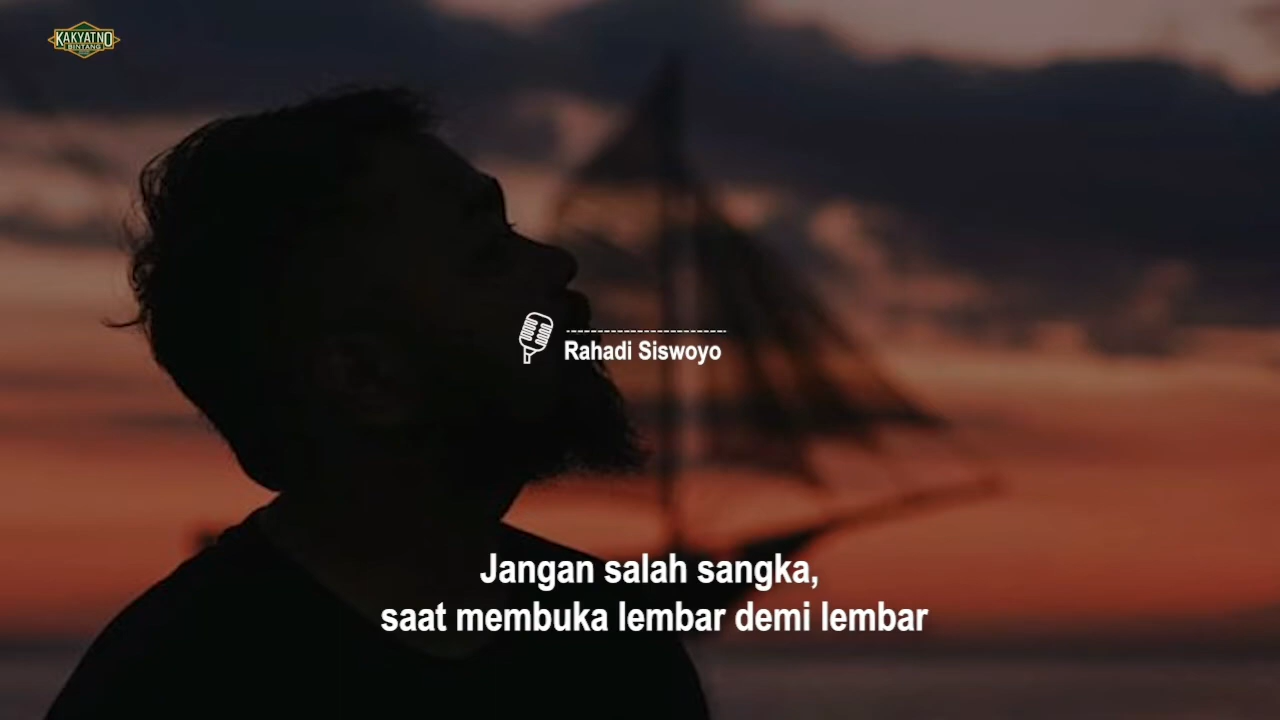 KAKYATNO
BINTANG
Rahadi Siswoyo
Jangan salah sangka,
saat membuka lembar demi lembar